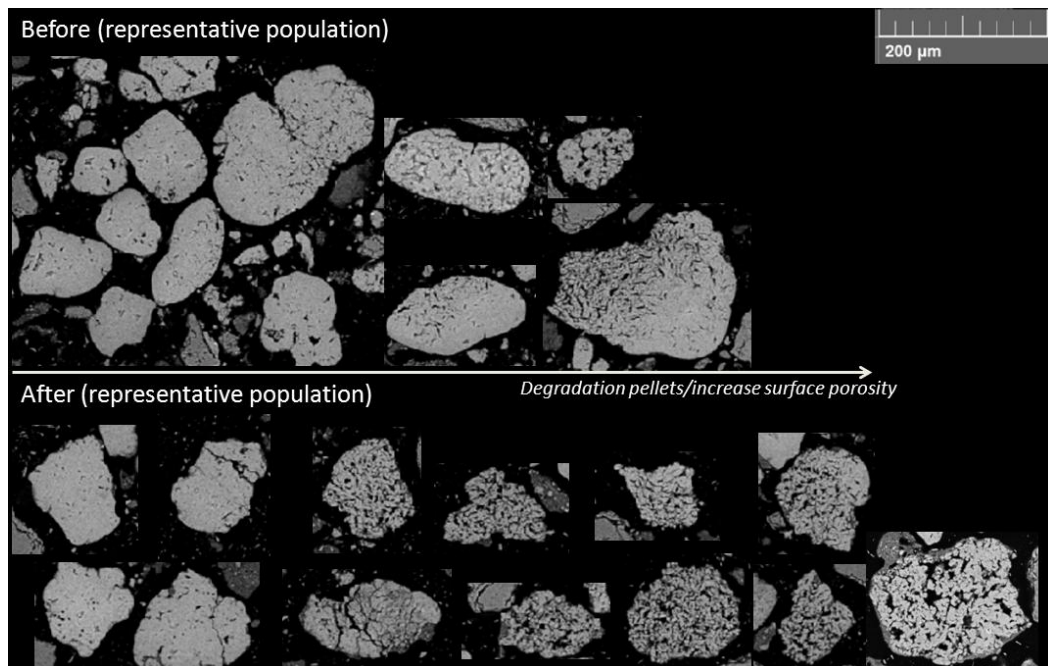 Before (representative population)
200 µm
Degradation pellets/increase surface porosity
After (representative population)